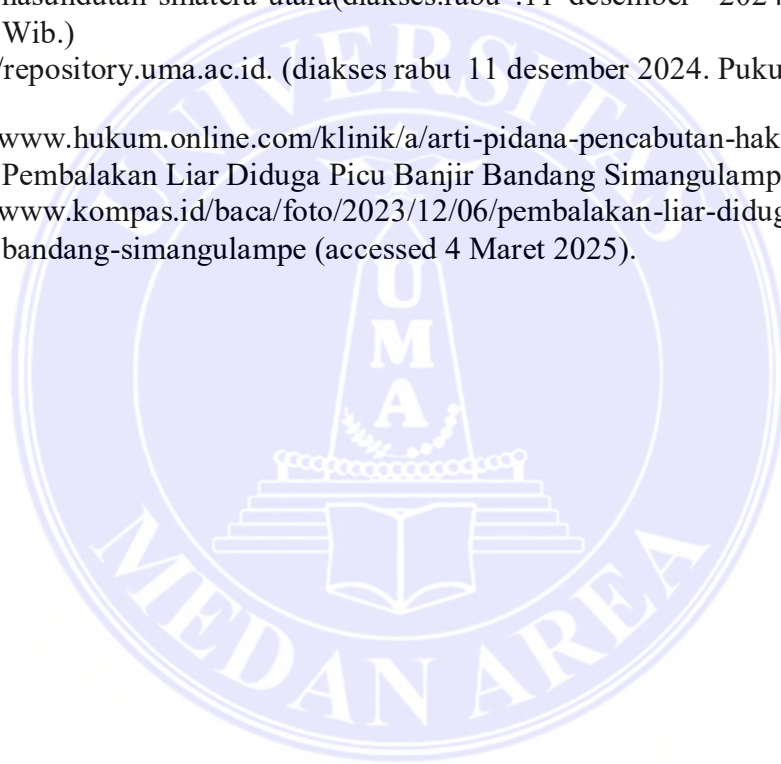 hasundutan sinatera utara(diakses.rabu .11 desember 2024
Wib.)
/repository.uma.ac.id. (diakses rabu 11 desember 2024. Puku
www.hukum.online.com/klinik/a/arti-pidana-pencabutan-hak
Pembalakan Liar Diduga Picu Banjir Bandang Simangulamp
www.kompas.id/baca/foto/2023/12/06/pembalakan-liar-didug
bandang-simangulampe (accessed 4 Maret 2025).
UNIVERSITAS
UMA
MEDAN AREA